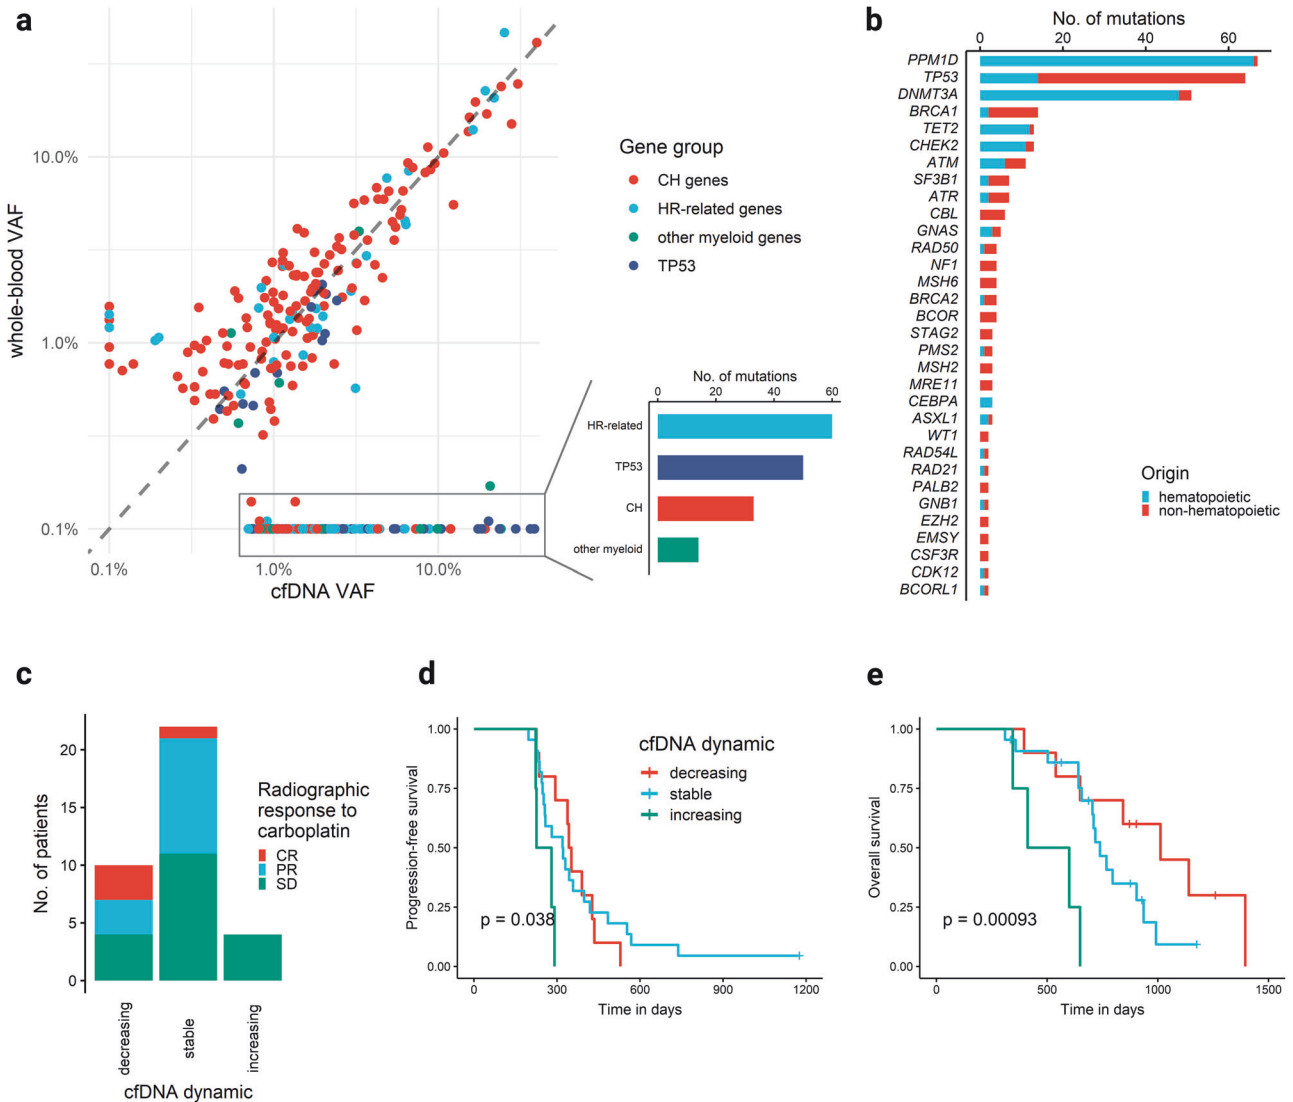 a
whole-blood VAF
10.0%
1.0%
0.1%
0.1%
1.0%
10.0%
cfDNA VAF
Gene group
CH genes
HR-related genes
other myeloid genes
TP53
No. of mutations
0
20
40
60
HR-related
TP53
CH
other myeloid
b
No. of mutations
0
20
40
60
PPM1D
TP53
DNMT3A
BRCA1
TET2
CHEK2
ATM
SF3B1
ATR
CBL
GNAS
RAD50
NF1
MSH6
BRCA2
BCOR
STAG2
PMS2
MSH2
MRE11
CEBPA
ASXL1
WT1
RAD54L
RAD21
PALB2
GNB1
EZH2
EMSY
CSF3R
CDK12
BCORL1
Origin
hematopoietic
non-hematopoietic
c
No. of patients
20
15
10
5
0
decreasing
stable
increasing
cfDNA dynamic
Radiographic
response to
carboplatin
CR
PR
SD
d
Progression-free survival
1.00
0.75
0.50
0.25
0.00
cfDNA dynamic
decreasing
stable
increasing
p = 0.038
0
300
600
900
1200
Time in days
e
Overall survival
1.00
0.75
0.50
0.25
0.00
p = 0.00093
0
500
1000
1500
Time in days